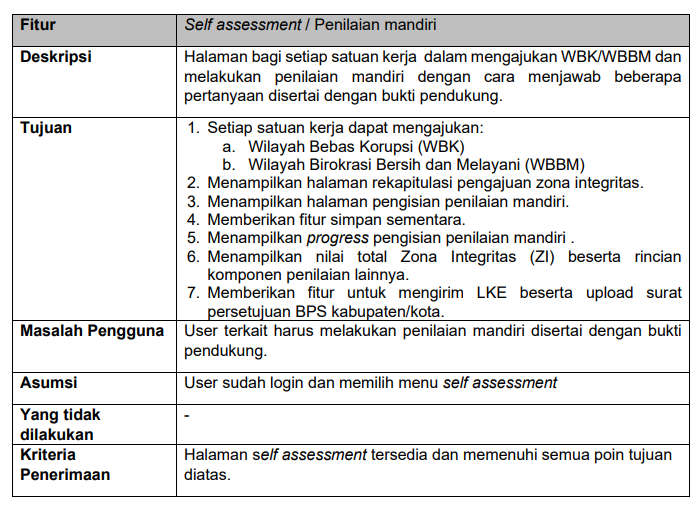 Fitur
Self assessment / Penilaian mandiri
Deskripsi
Halaman bagi setiap satuan kerja dalam mengajukan WBK/WBBM dan
melakukan penilaian mandiri dengan cara menjawab beberapa
pertanyaan disertai dengan bukti pendukung.
Tujuan
1. Setiap satuan kerja dapat mengajukan:
a. Wilayah Bebas Korupsi (WBK)
b. Wilayah Birokrasi Bersih dan Melayani (WBBM)
2. Menampilkan halaman rekapitulasi pengajuan zona integritas.
3. Menampilkan halaman pengisian penilaian mandiri.
4. Memberikan fitur simpan sementara.
5. Menampilkan progress pengisian penilaian mandiri .
6. Menampilkan nilai total Zona Integritas (ZI) beserta rincian
komponen penilaian lainnya.
7. Memberikan fitur untuk mengirim LKE beserta upload surat
persetujuan BPS kabupaten/kota.
Masalah Pengguna
User terkait harus melakukan penilaian mandiri disertai dengan bukti
pendukung.
Asumsi
User sudah login dan memilih menu self assessment
Yang tidak
dilakukan
-
Kriteria
Penerimaan
Halaman self assessment tersedia dan memenuhi semua poin tujuan
diatas.